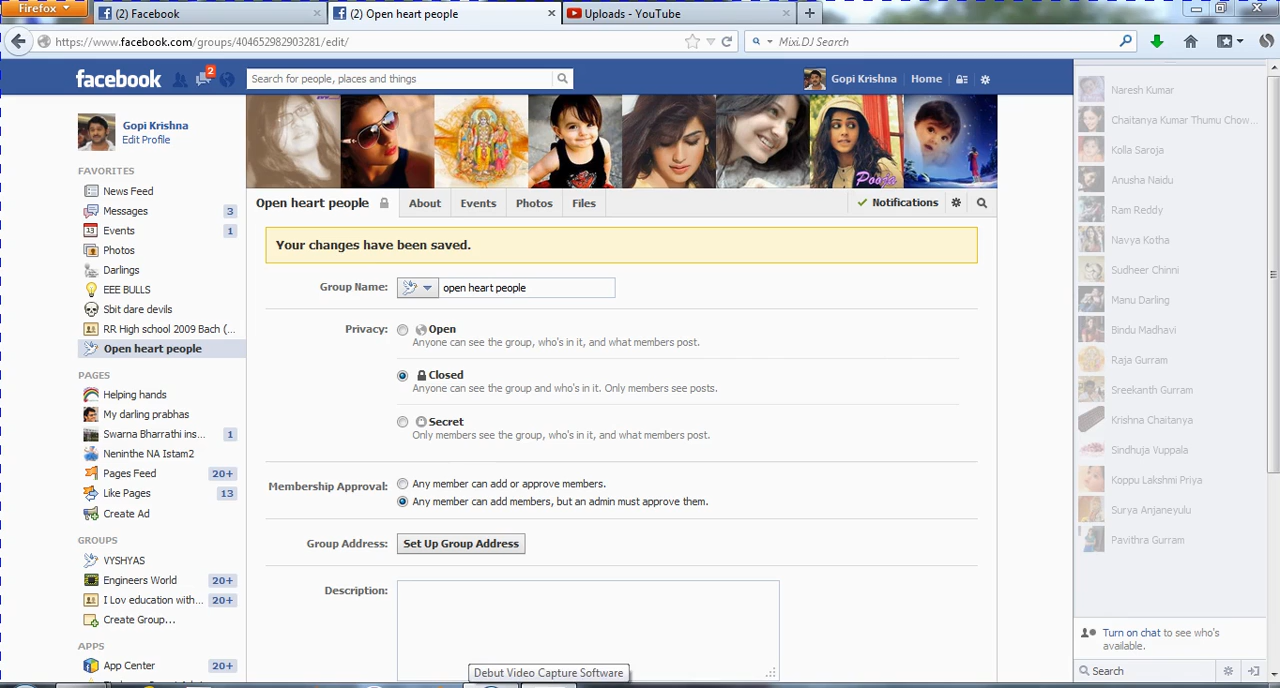 Firefox
(2) Facebook
(2) Open heart people
Uploads - YouTube
https://www.facebook.com/groups/404652982903281/edit/
Mixi.DJ Search
facebook
2
Search for people, places and things
Gopi Krishna
Home
Gopi Krishna
Edit Profile
FAVORITES
News Feed
Messages 3
13 Events 1
Photos
Darlings
EEE BULLS
Sbit dare devils
RR High school 2009 Bach (...
Open heart people
PAGES
Helping hands
My darling prabhas
Swarna Bharrathi ins... 1
Neninthe NA Istam2
Pages Feed 20+
Like Pages 13
Create Ad
GROUPS
VYSHYAS
Engineers World 20+
I Lov education with... 20+
Create Group...
APPS
App Center 20+
Pooja
Open heart people
About
Events
Photos
Files
Notifications
Your changes have been saved.
Group Name: open heart people
Privacy: Open
Anyone can see the group, who's in it, and what members post.
Closed
Anyone can see the group and who's in it. Only members see posts.
Secret
Only members see the group, who's in it, and what members post.
Membership Approval: Any member can add or approve members.
Any member can add members, but an admin must approve them.
Group Address: Set Up Group Address
Description:
Debut Video Capture Software
Naresh Kumar
Chaitanya Kumar Thumu Chow...
Kolla Saroja
Anusha Naidu
Ram Reddy
Navya Kotha
Sudheer Chinni
Manu Darling
Bindu Madhavi
Raja Gurram
Sreekanth Gurram
Krishna Chaitanya
Sindhuja Vuppala
Koppu Lakshmi Priya
Surya Anjaneyulu
Pavithra Gurram
Turn on chat to see who's
available.
Search